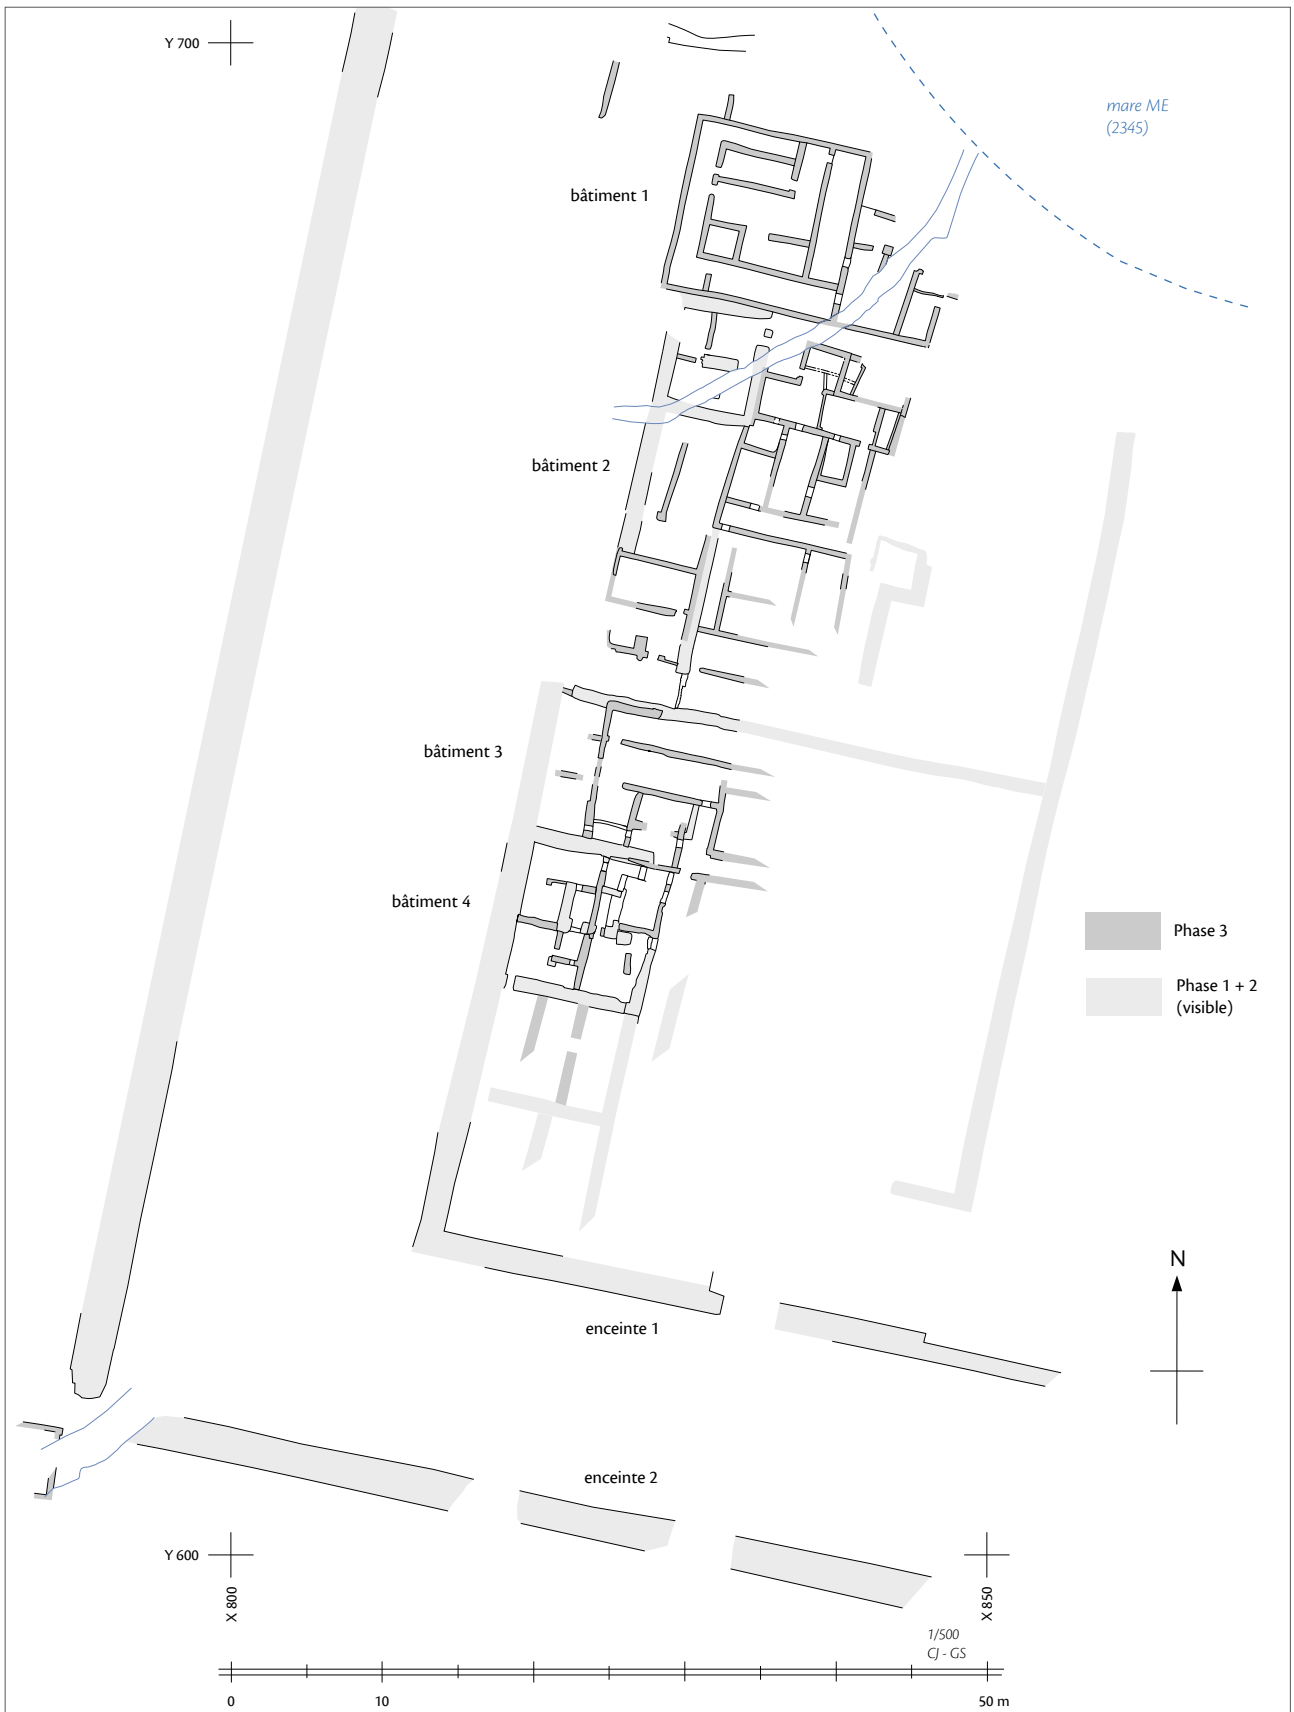 Y 700
mare ME
(2345)
bâtiment 1
bâtiment 2
bâtiment 3
bâtiment 4
Phase 3
Phase 1 + 2
(visible)
N
enceinte 1
enceinte 2
Y 600
X 800
X 850
1/500
CJ - GS
0
10
50 m